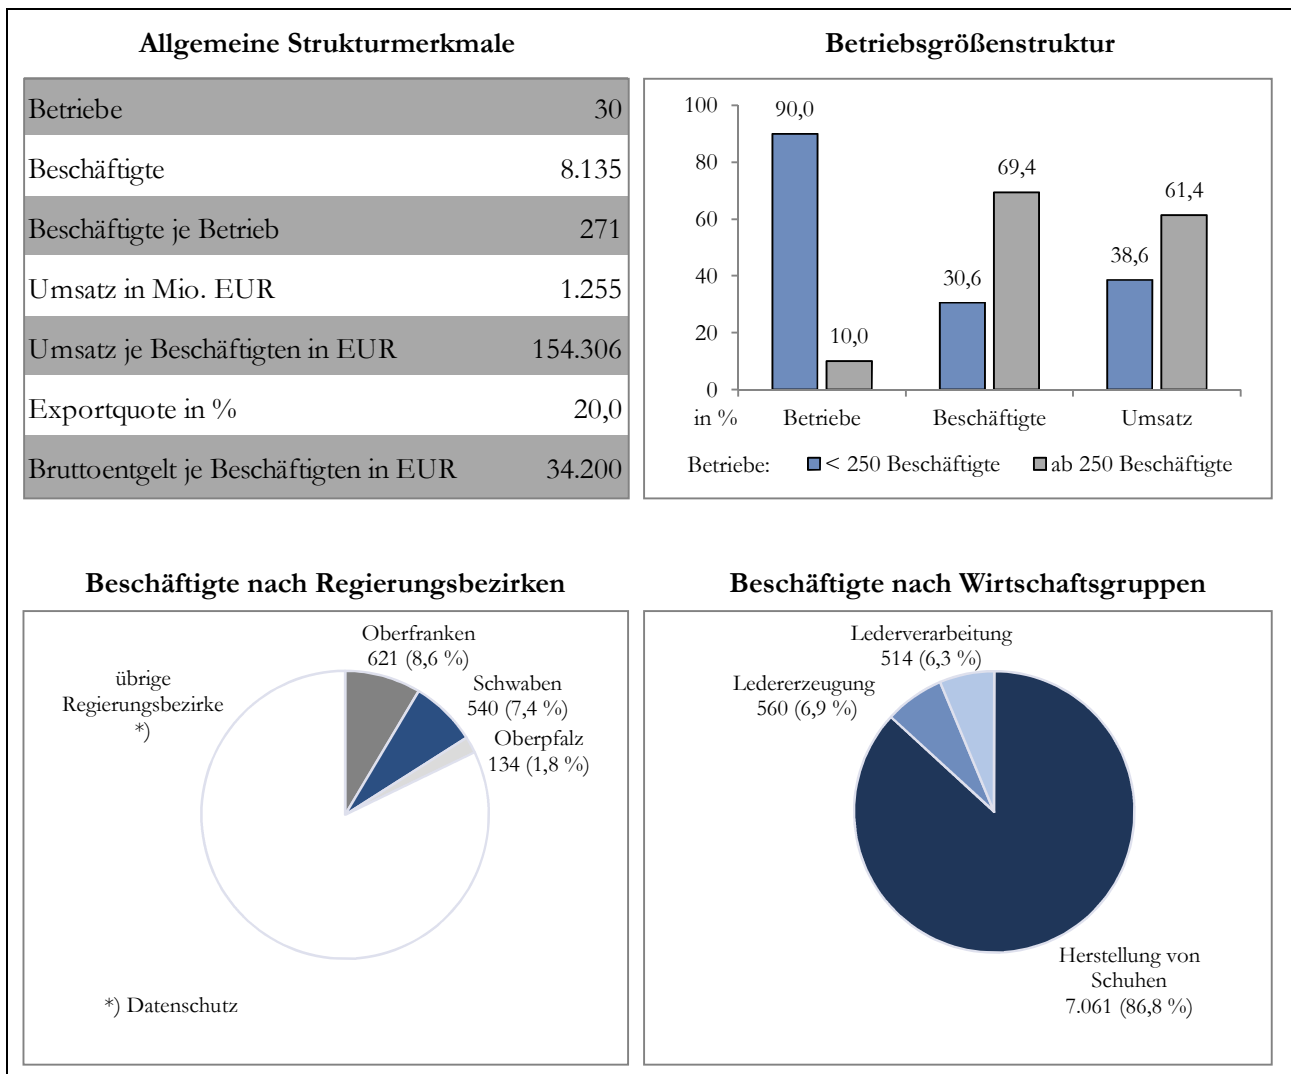 Allgemeine Strukturmerkmale
Betriebe 30
Beschäftigte 8.135
Beschäftigte je Betrieb 271
Umsatz in Mio. EUR 1.255
Umsatz je Beschäftigten in EUR 154.306
Exportquote in % 20,0
Bruttoentgelt je Beschäftigten in EUR 34.200
Betriebsgrößenstruktur
100
80
60
40
20
0
90,0
10,0
30,6
69,4
38,6
61,4
in % Betriebe Beschäftigte Umsatz
Betriebe: < 250 Beschäftigte ab 250 Beschäftigte
Beschäftigte nach Regierungsbezirken
Oberfranken
621 (8,6 %)
Schwaben
540 (7,4 %)
Oberpfalz
134 (1,8 %)
übrige
Regierungsbezirke
*)
*) Datenschutz
Beschäftigte nach Wirtschaftsgruppen
Lederverarbeitung
514 (6,3 %)
Ledererzeugung
560 (6,9 %)
Herstellung von
Schuhen
7.061 (86,8 %)